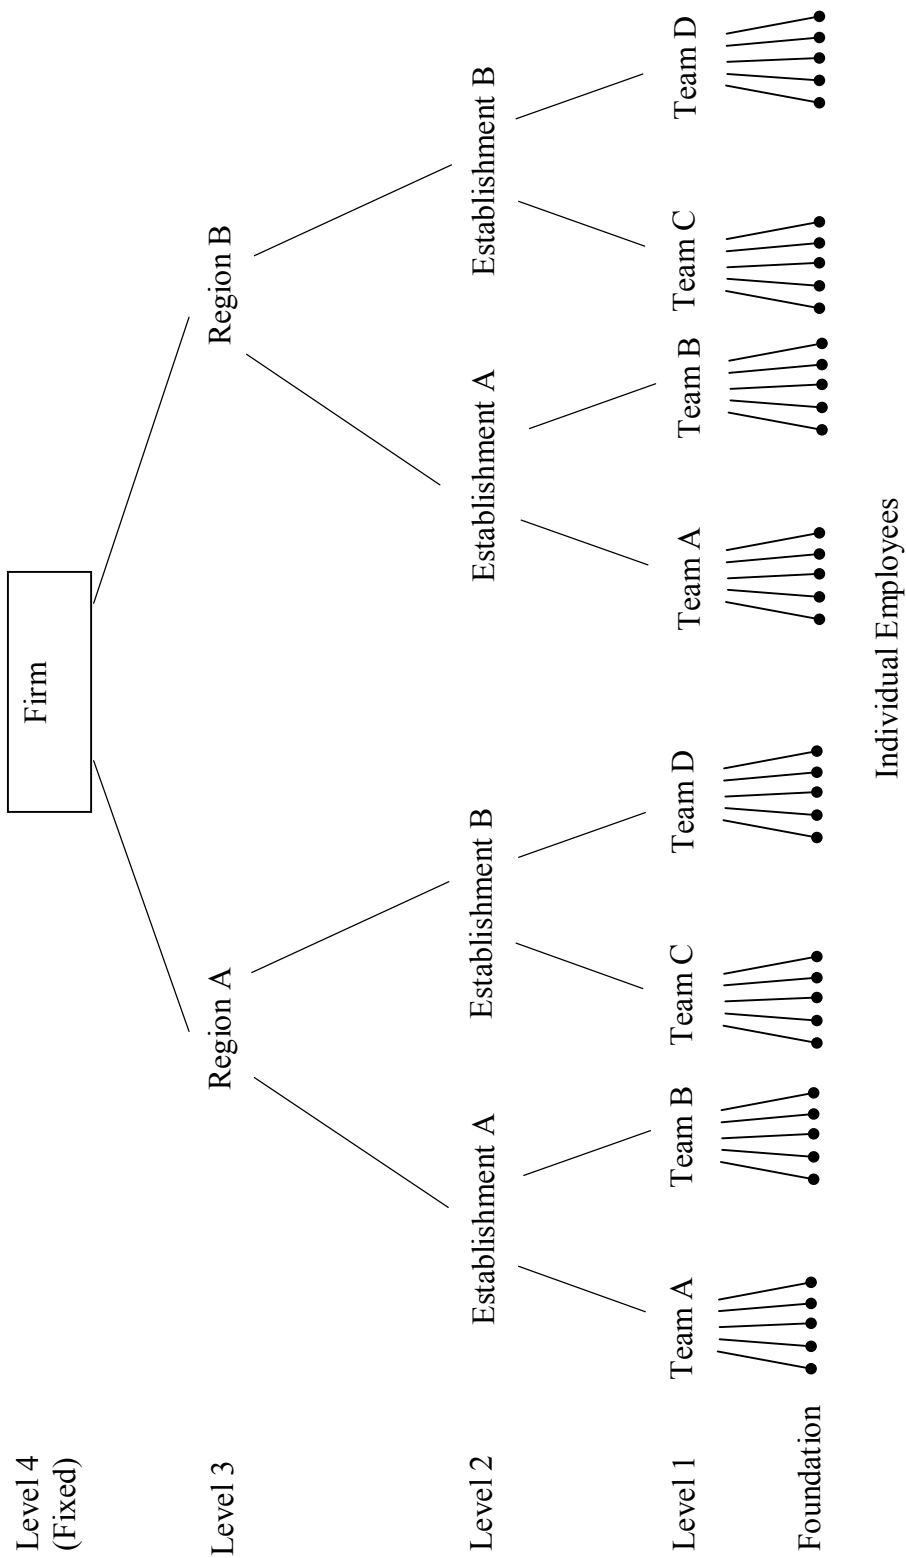 Level 4
(Fixed)
Firm
Level 3
Region A
Region B
Level 2
Establishment A
Establishment B
Establishment A
Establishment B
Level 1
Team A
Team B
Team C
Team D
Team A
Team B
Team C
Team D
Foundation
Individual Employees